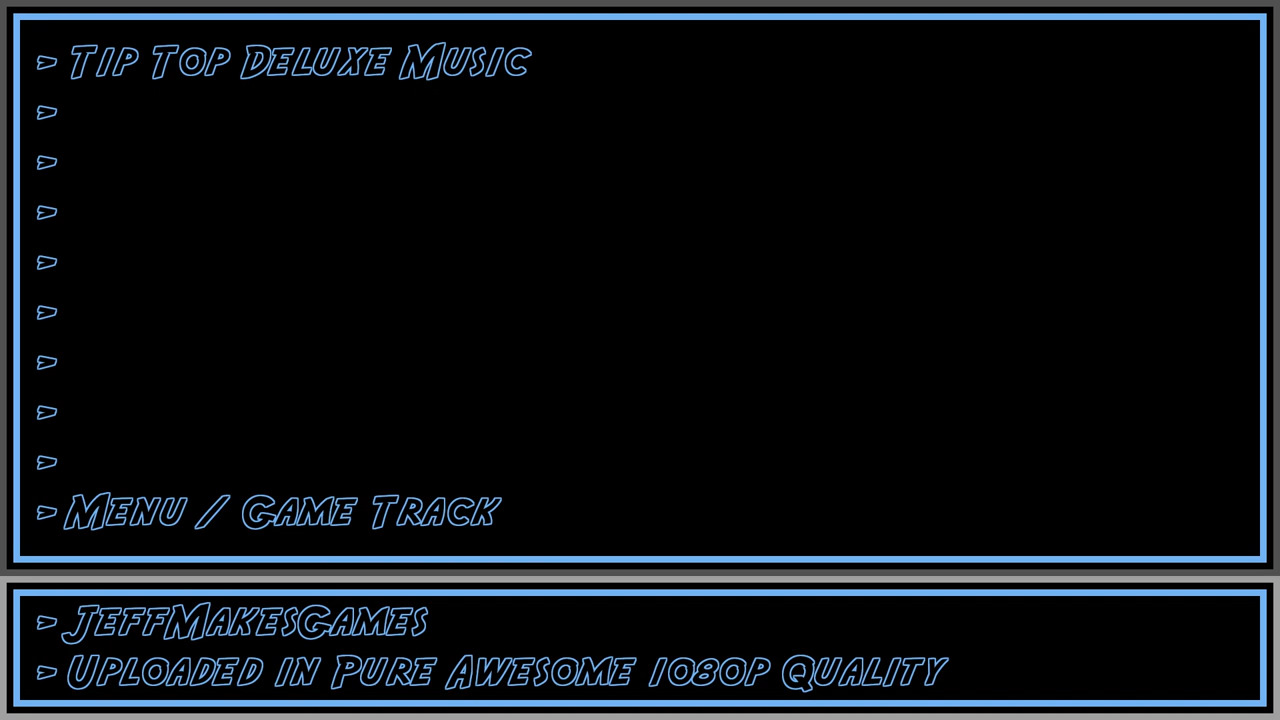 > Tip Top Deluxe Music
>
>
>
>
>
>
>
>
> Menu / Game Track
> JeffMakesGames
> Uploaded in Pure Awesome 1080p Quality